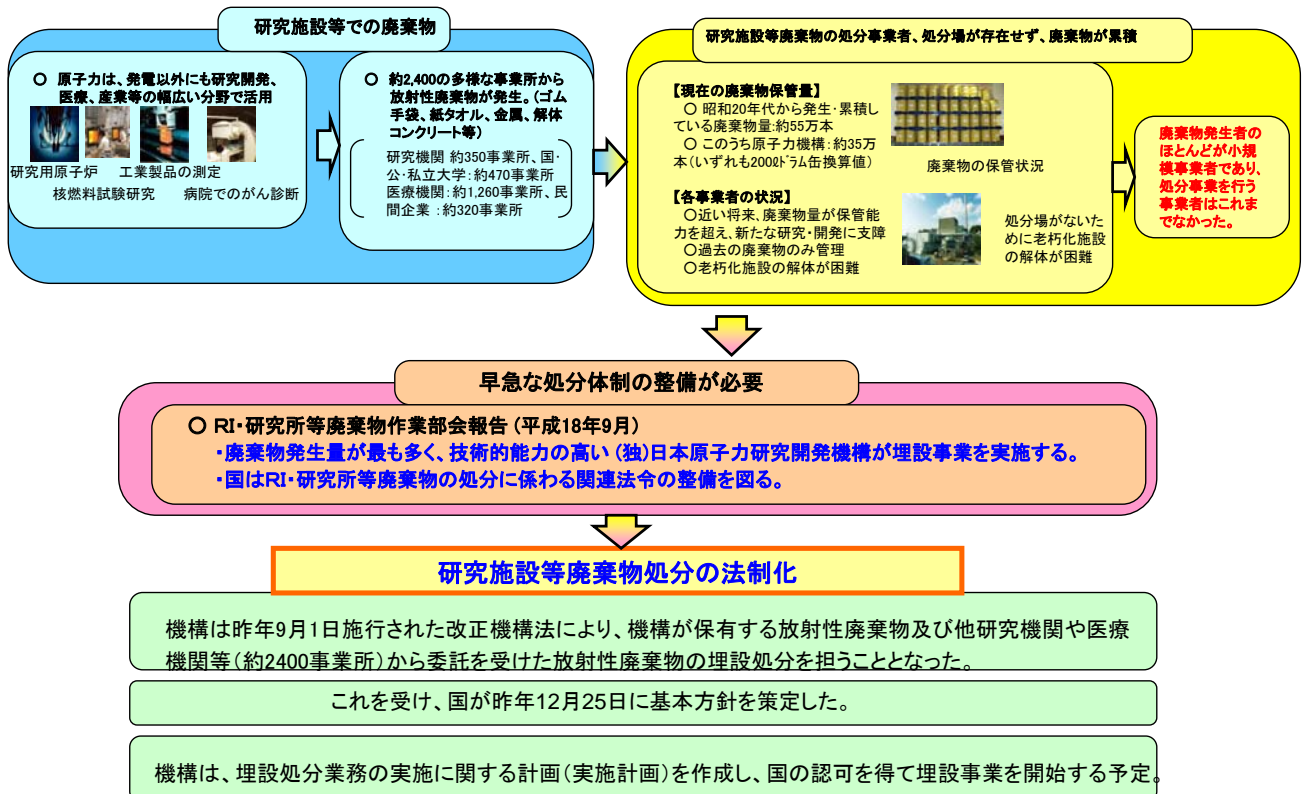 研究施設等での廃棄物
○ 原子力は、発電以外にも研究開発、
医療、産業等の幅広い分野で活用
研究用原子炉 工業製品の測定
核燃料試験研究 病院でのがん診断
○ 約2,400の多様な事業所から
放射性廃棄物が発生。(ゴム
手袋、紙タオル、金属、解体
コンクリート等)
研究機関 約350事業所、国・
公・私立大学:約470事業所
医療機関:約1,260事業所、民
間企業 :約320事業所
研究施設等廃棄物の処分事業者、処分場が存在せず、廃棄物が累積
【現在の廃棄物保管量】
○ 昭和20年代から発生・累積し
ている廃棄物量:約55万本
○ このうち原子力機構:約35万
本(いずれも200ℓドラム缶換算値)
廃棄物の保管状況
【各事業者の状況】
○近い将来、廃棄物量が保管能
力を超え、新たな研究・開発に支障
○過去の廃棄物のみ管理
○老朽化施設の解体が困難
処分場がないた
めに老朽化施設
の解体が困難
廃棄物発生者の
ほとんどが小規
模事業者であり、
処分事業を行う
事業者はこれま
でなかった。
早急な処分体制の整備が必要
○ RI・研究所等廃棄物作業部会報告 (平成18年9月)
・廃棄物発生量が最も多く、技術的能力の高い (独)日本原子力研究開発機構が埋設事業を実施する。
・国はRI・研究所等廃棄物の処分に係わる関連法令の整備を図る。
研究施設等廃棄物処分の法制化
機構は昨年9月1日施行された改正機構法により、機構が保有する放射性廃棄物及び他研究機関や医療
機関等(約2400事業所)から委託を受けた放射性廃棄物の埋設処分を担うこととなった。
これを受け、国が昨年12月25日に基本方針を策定した。
機構は、埋設処分業務の実施に関する計画(実施計画)を作成し、国の認可を得て埋設事業を開始する予定。